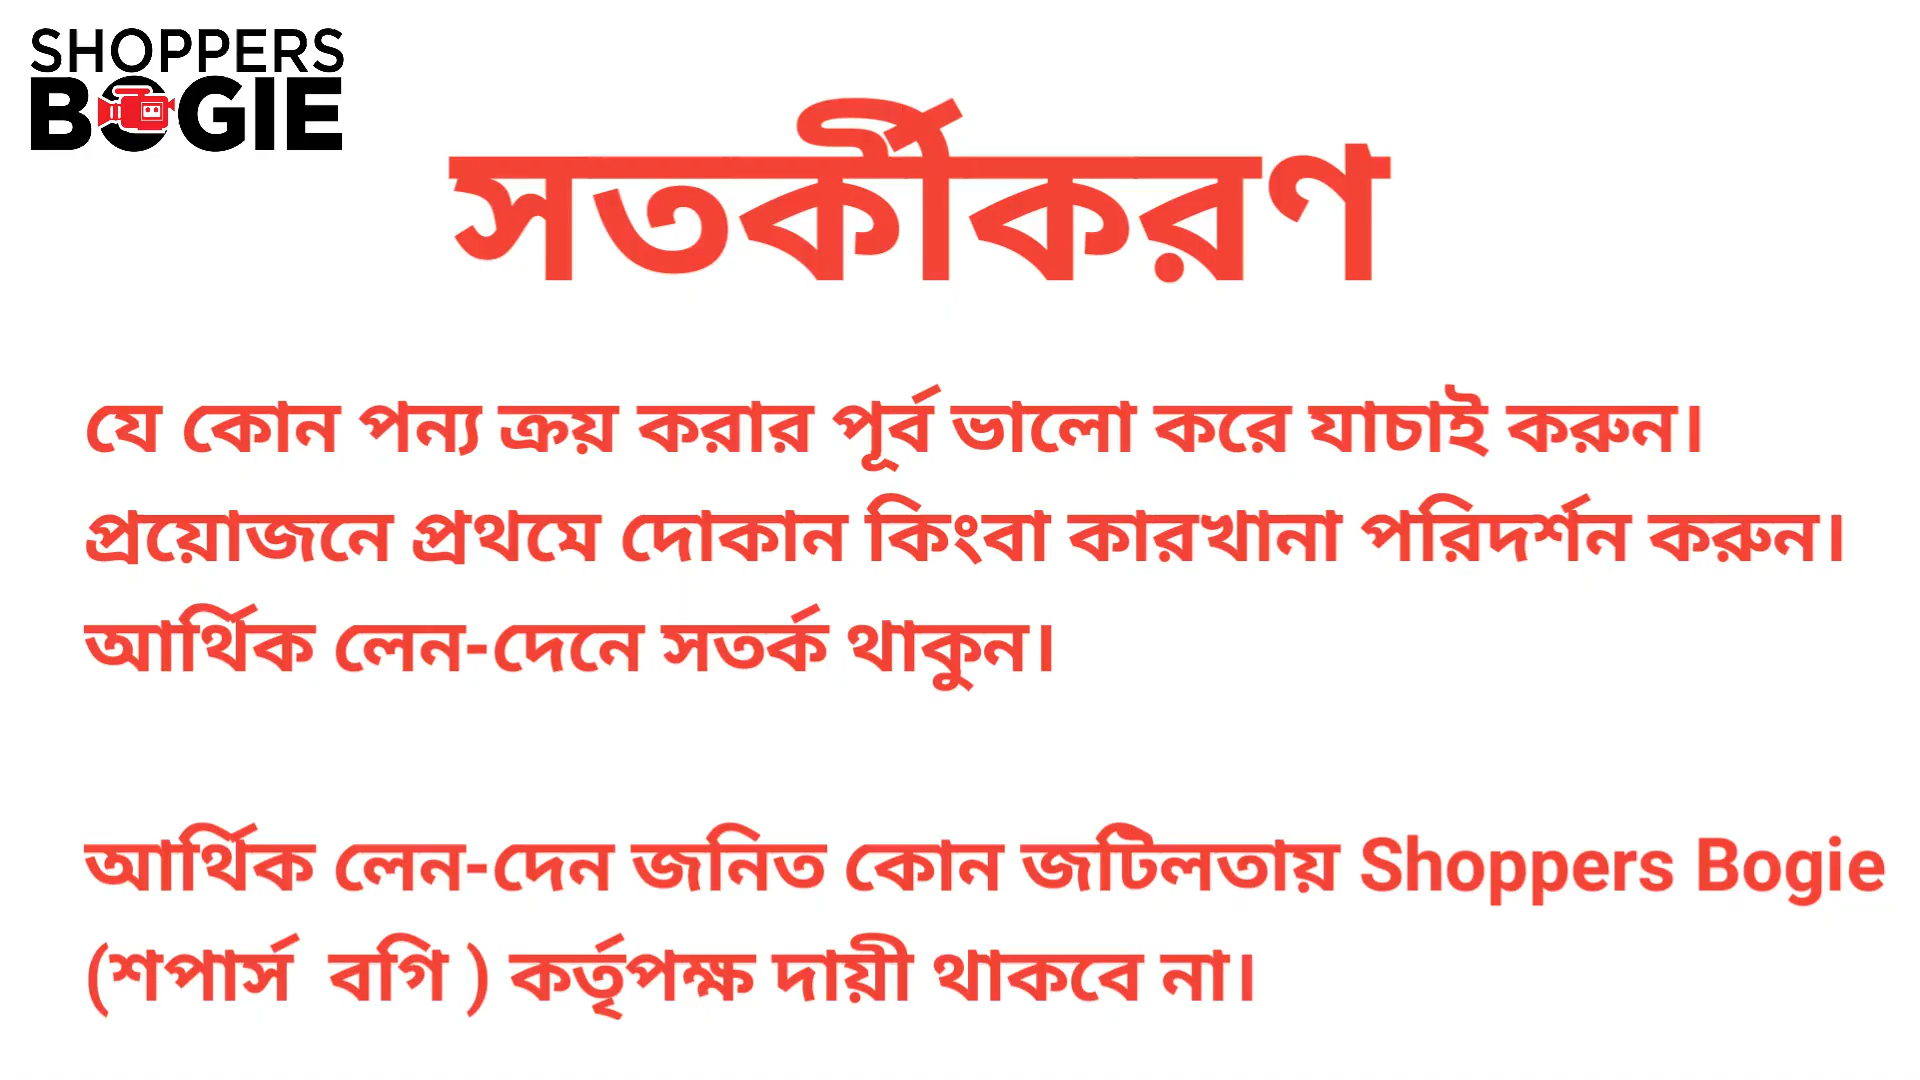 SHOPPERS
BOGIE
সতর্কীকরণ
যে কোন পন্য ক্রয় করার পূর্ব ভালো করে যাচাই করুন।
প্রয়োজনে প্রথমে দোকান কিংবা কারখানা পরিদর্শন করুন।
আর্থিক লেন-দেনে সতর্ক থাকুন।
আর্থিক লেন-দেন জনিত কোন জটিলতায় Shoppers Bogie
(শপার্স বগি ) কর্তৃপক্ষ দায়ী থাকবে না।